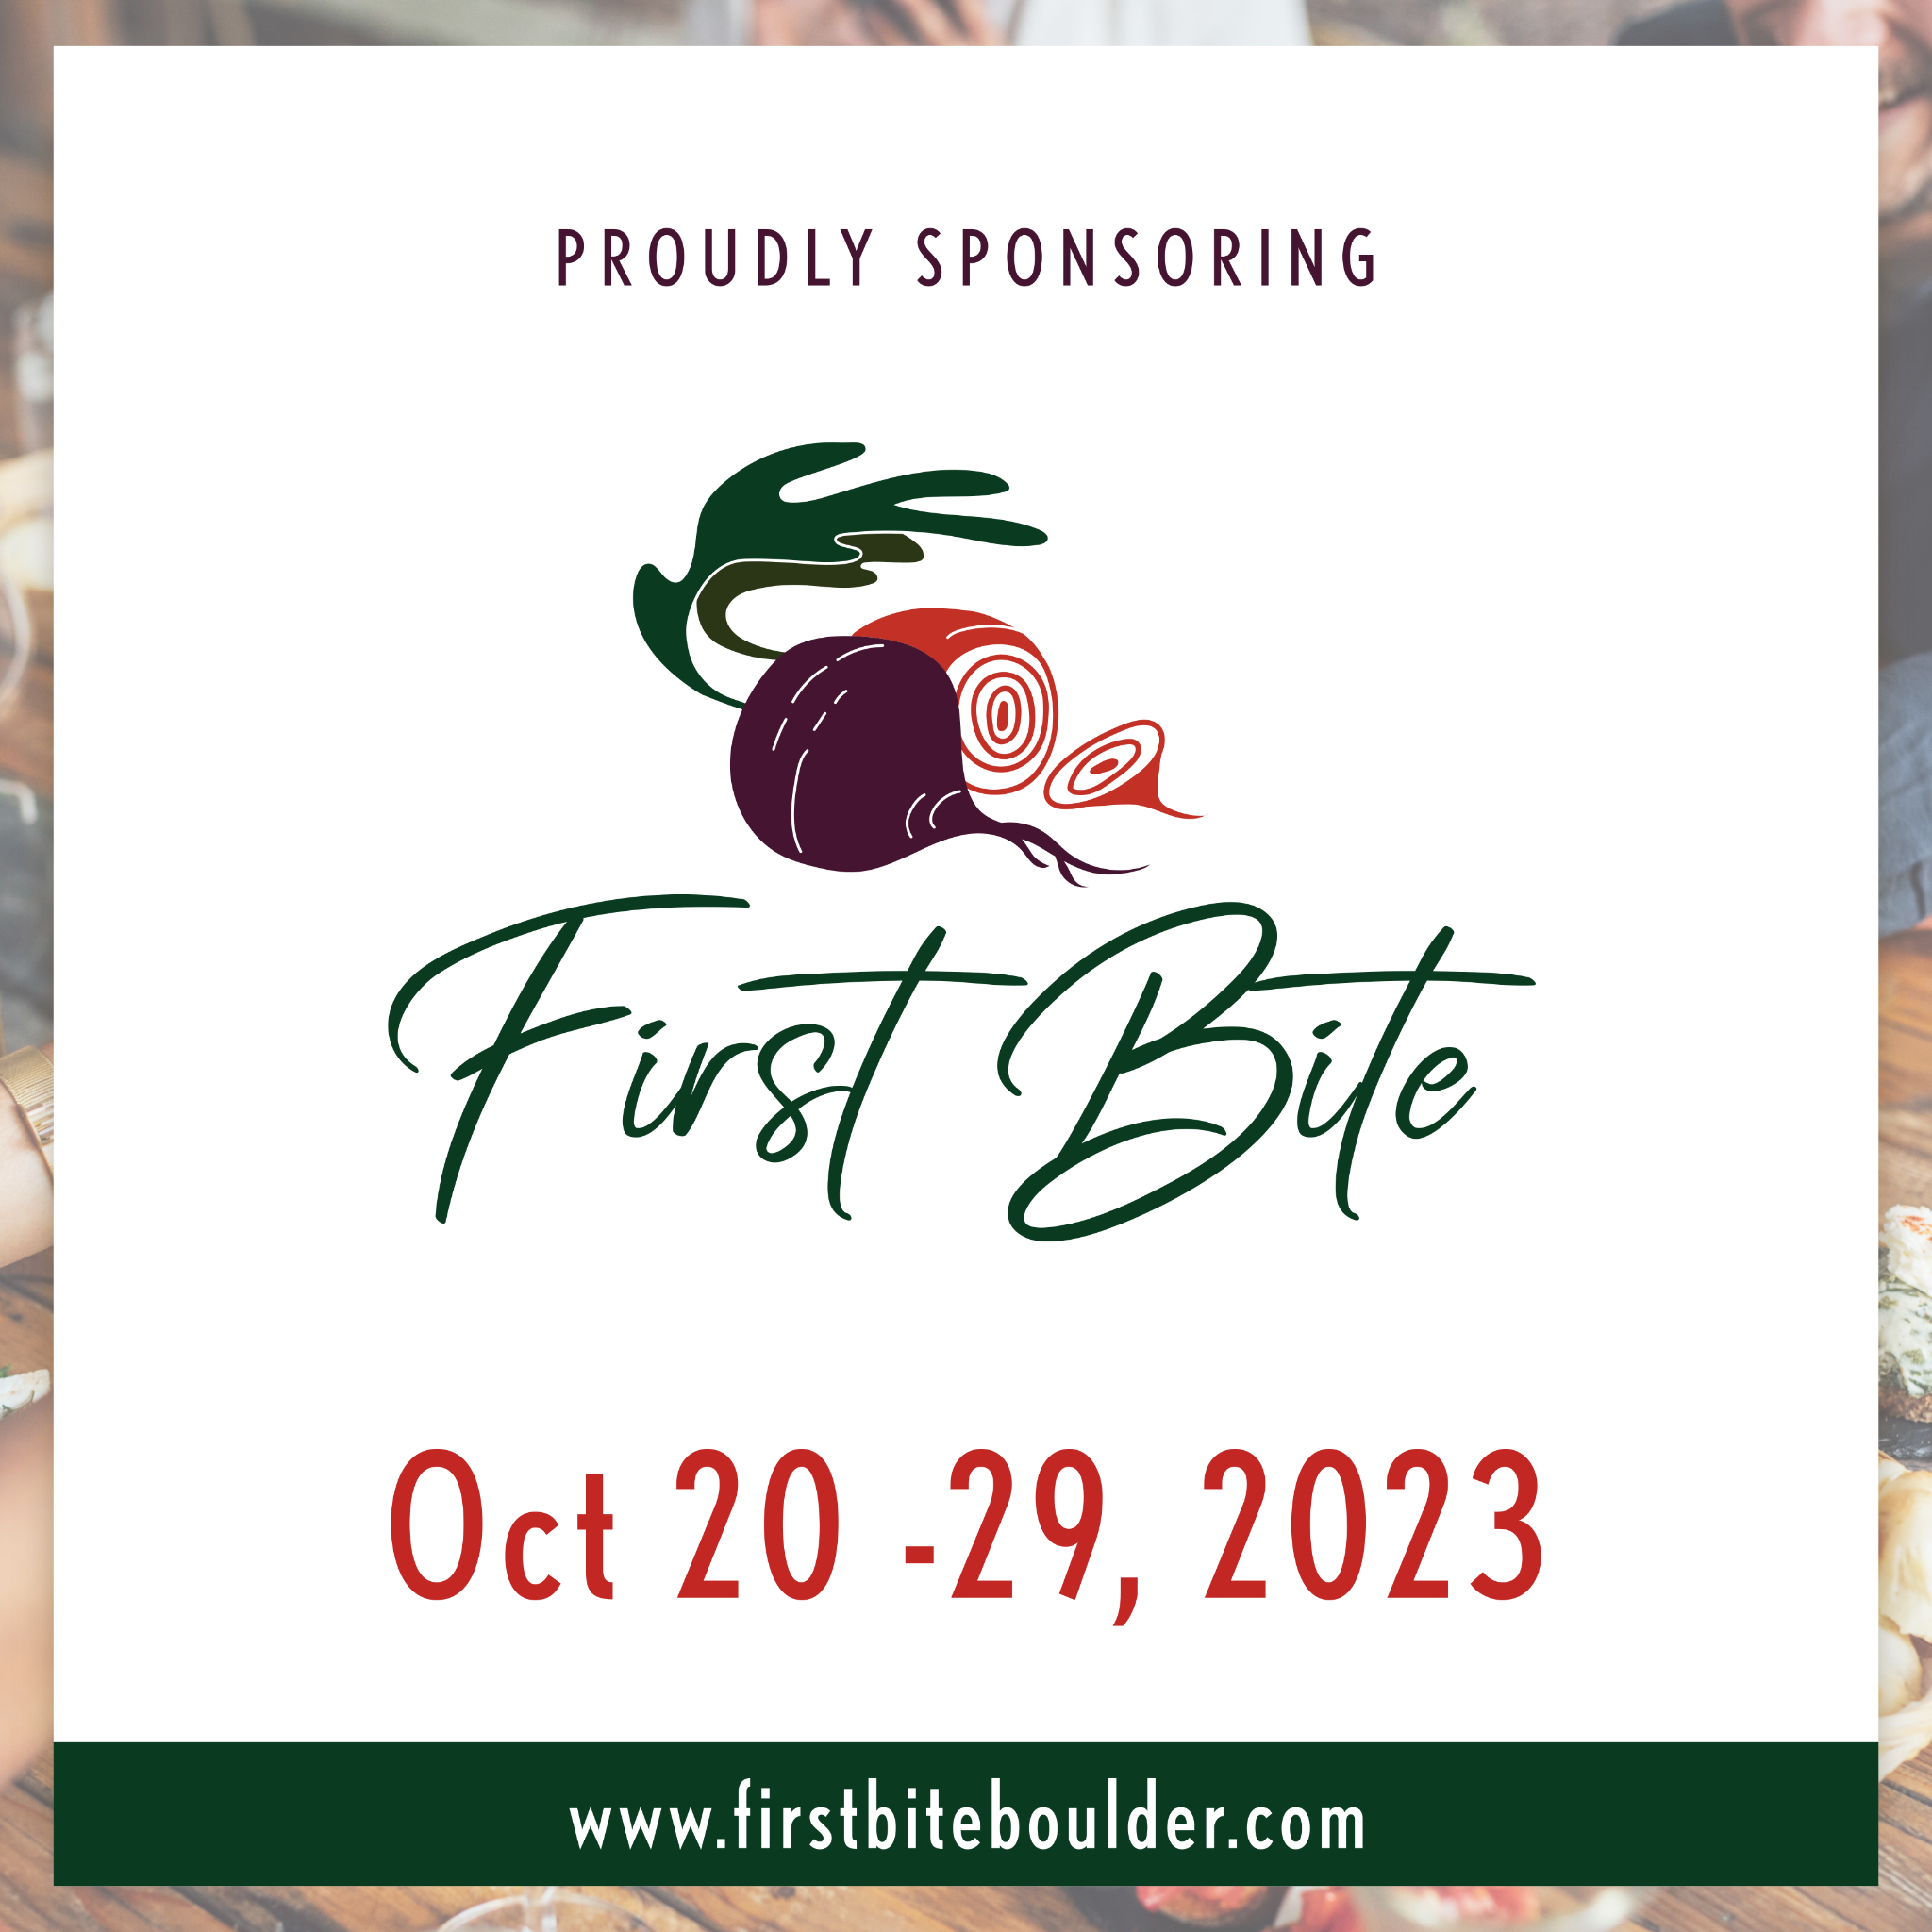 PROUDLY SPONSORING
First Bite
Oct 20 -29, 2023
www.firstbiteboulder.com